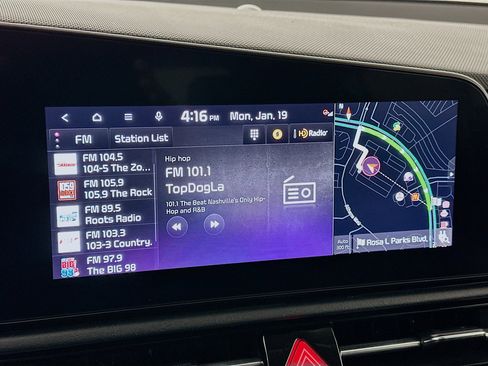 4:16 PM Mon, Jan. 19
FM Station List HD Radio
FM 104.5
104-5 The Zo...
FM 105.9
105.9 The Rock
FM 89.5
Roots Radio
FM 103.3
103-3 Country.
FM 97.9
The BIG 98
Hip hop
FM 101.1
TopDogLa
101.1 The Beat Nashville's Only Hip-
Hop and R&B
Auto
300 ft
Rosa L Parks Blvd,